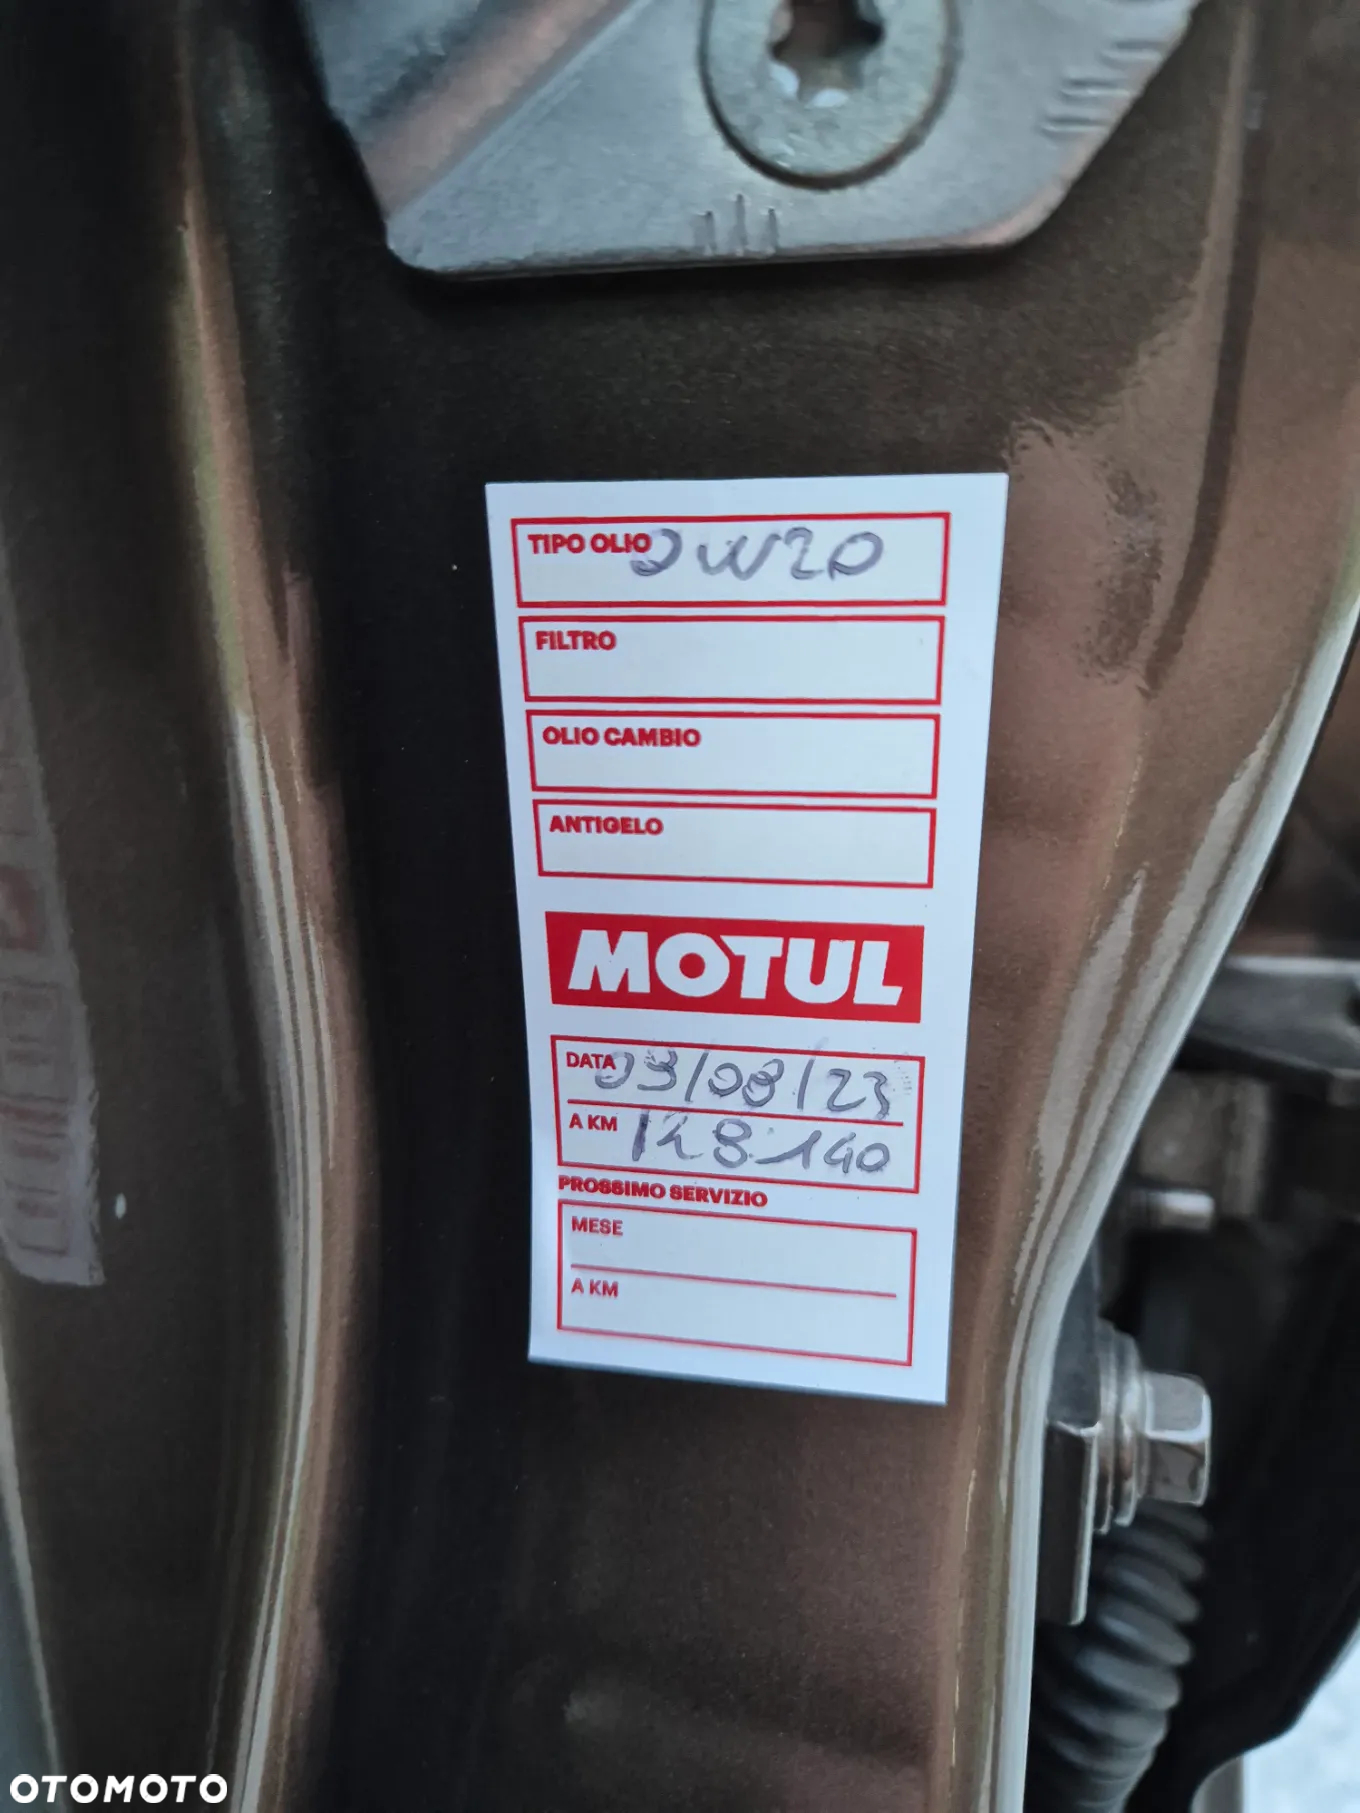 TIPO OLIO 0W20
FILTRO
OLIO CAMBIO
ANTIGELO
MOTUL
DATA 03/08/23
A KM 128.140
PROSSIMO SERVIZIO
MESE
A KM
OTOMOTO